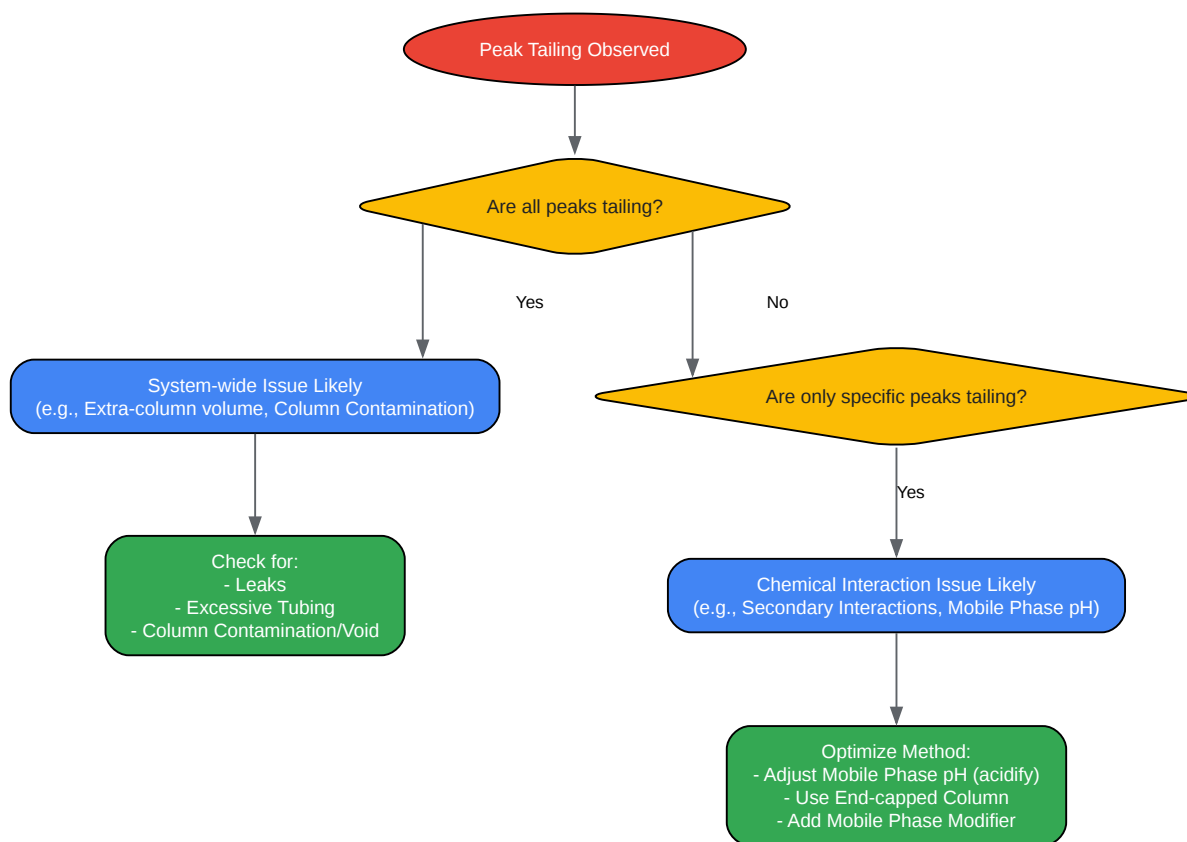 Peak Tailing Observed
Are all peaks tailing?
Yes
No
System-wide Issue Likely
(e.g., Extra-column volume, Column Contamination)
Are only specific peaks tailing?
Yes
Check for:
- Leaks
- Excessive Tubing
- Column Contamination/Void
Chemical Interaction Issue Likely
(e.g., Secondary Interactions, Mobile Phase pH)
Optimize Method:
- Adjust Mobile Phase pH (acidify)
- Use End-capped Column
- Add Mobile Phase Modifier